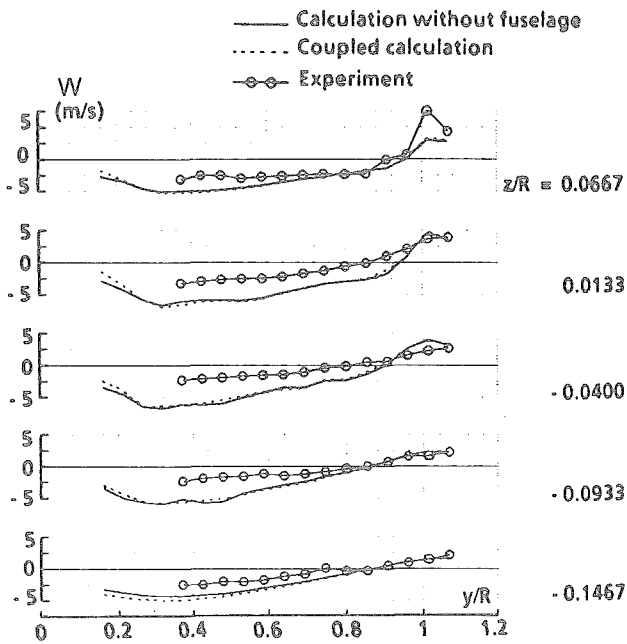 Calculation without fuselage
Coupled calculation
Experiment
W
(m/s)
5
0
- 5
z/R = 0.0667
5
0
- 5
0.0133
5
0
- 5
- 0.0400
5
0
- 5
- 0.0933
5
0
- 5
y/R
- 0.1467
0 0.2 0.4 0.6 0.8 1 1.2